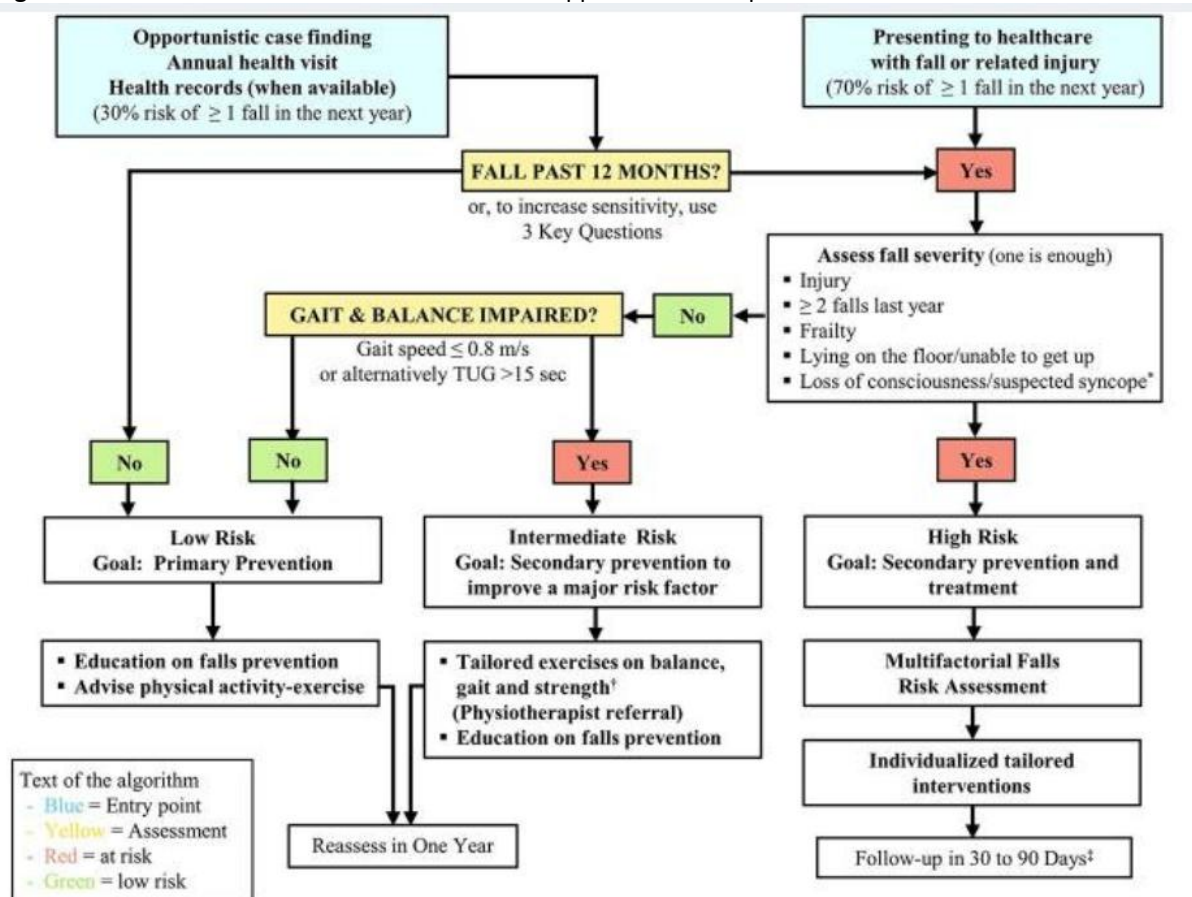 Opportunistic case finding
Annual health visit
Health records (when available)
(30% risk of ≥ 1 fall in the next year)
Presenting to healthcare
with fall or related injury
(70% risk of ≥ 1 fall in the next year)
FALL PAST 12 MONTHS?
or, to increase sensitivity, use
3 Key Questions
Yes
Assess fall severity (one is enough)
▪ Injury
▪ ≥ 2 falls last year
▪ Frailty
▪ Lying on the floor/unable to get up
▪ Loss of consciousness/suspected syncope*
No
GAIT & BALANCE IMPAIRED?
Gait speed ≤ 0.8 m/s
or alternatively TUG >15 sec
No
No
Yes
Yes
Low Risk
Goal: Primary Prevention
Intermediate Risk
Goal: Secondary prevention to
improve a major risk factor
High Risk
Goal: Secondary prevention and
treatment
▪ Education on falls prevention
▪ Advise physical activity-exercise
▪ Tailored exercises on balance,
gait and strength†
(Physiotherapist referral)
▪ Education on falls prevention
Multifactorial Falls
Risk Assessment
Individualized tailored
interventions
Reassess in One Year
Follow-up in 30 to 90 Days‡
Text of the algorithm
- Blue = Entry point
- Yellow = Assessment
- Red = at risk
- Green = low risk